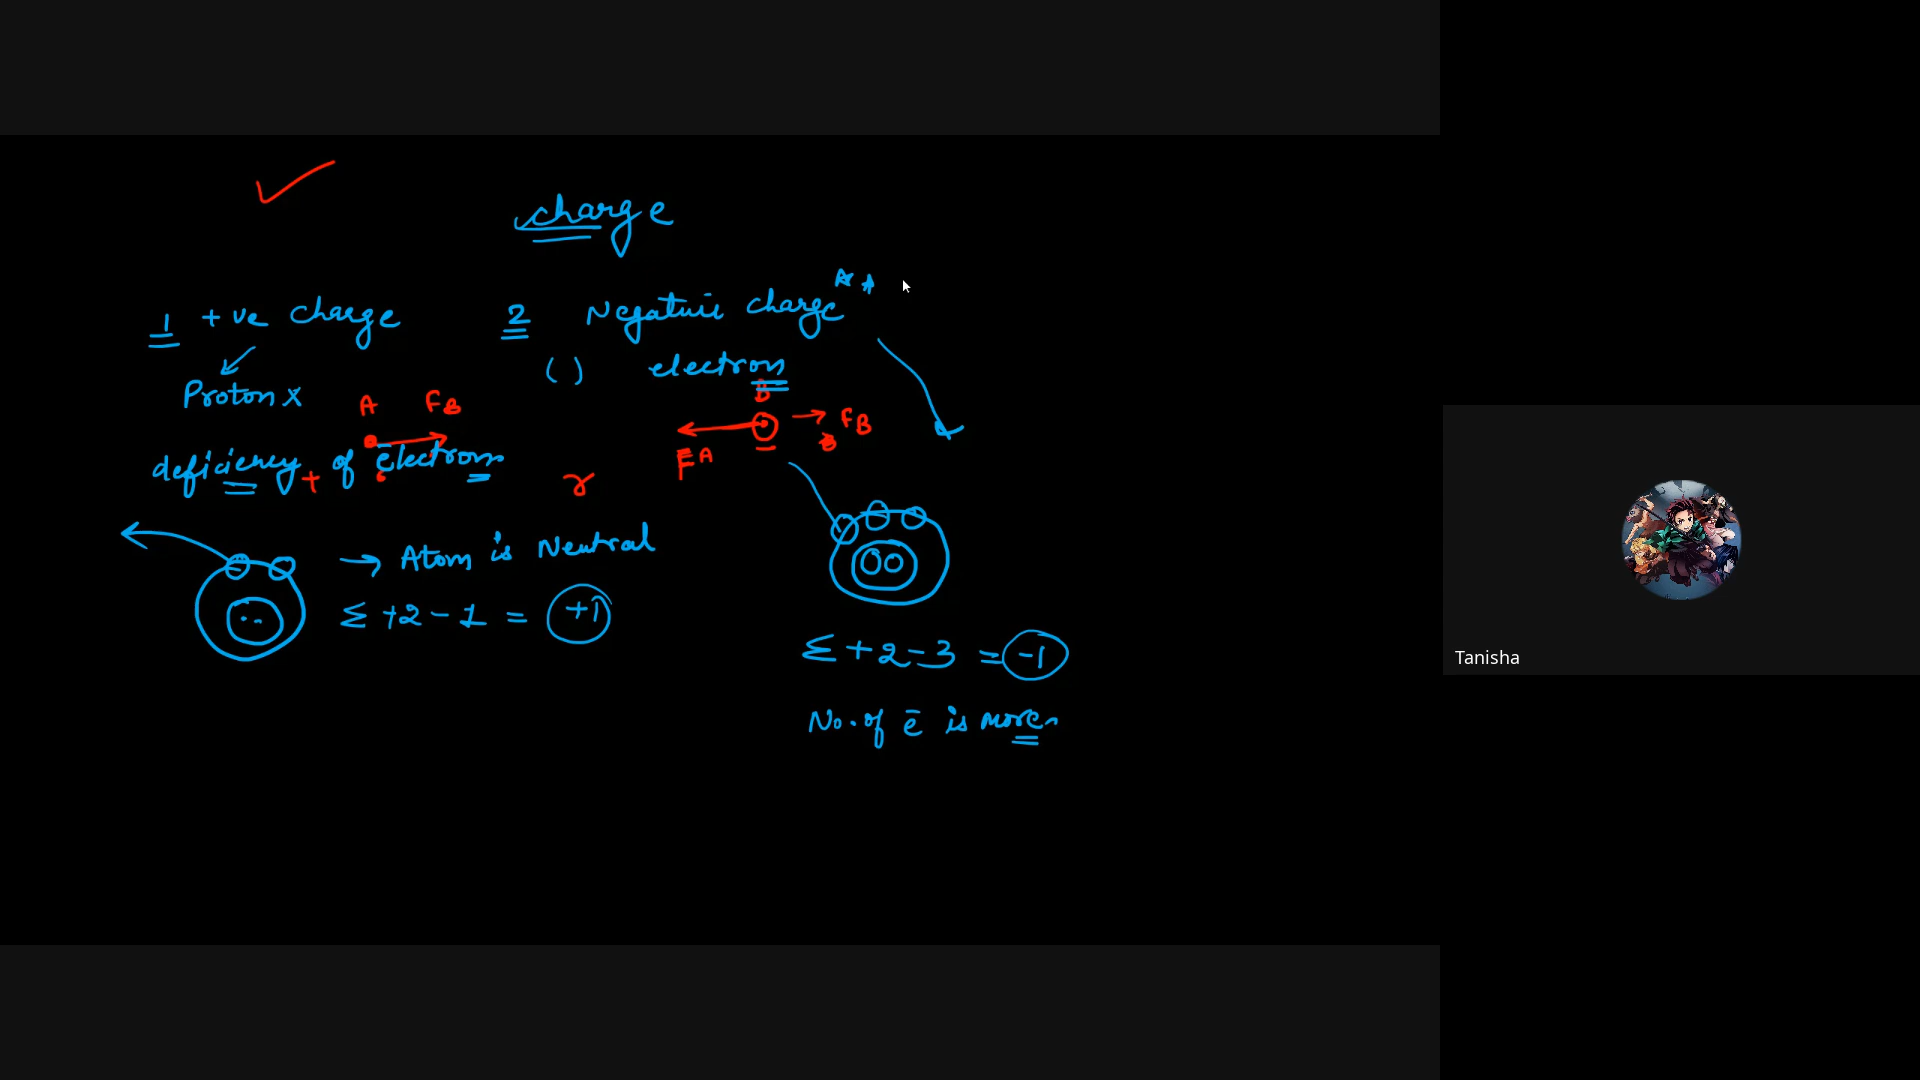 charge
1 +ve charge
2 Negative charge
Proton x
( ) electron
A FB
B
FB
B
FA
deficiency of electrons
+
r
→ Atom is Neutral
Σ +2 - 1 = +1
Σ +2 - 3 = -1
No. of e̅ is more
Tanisha